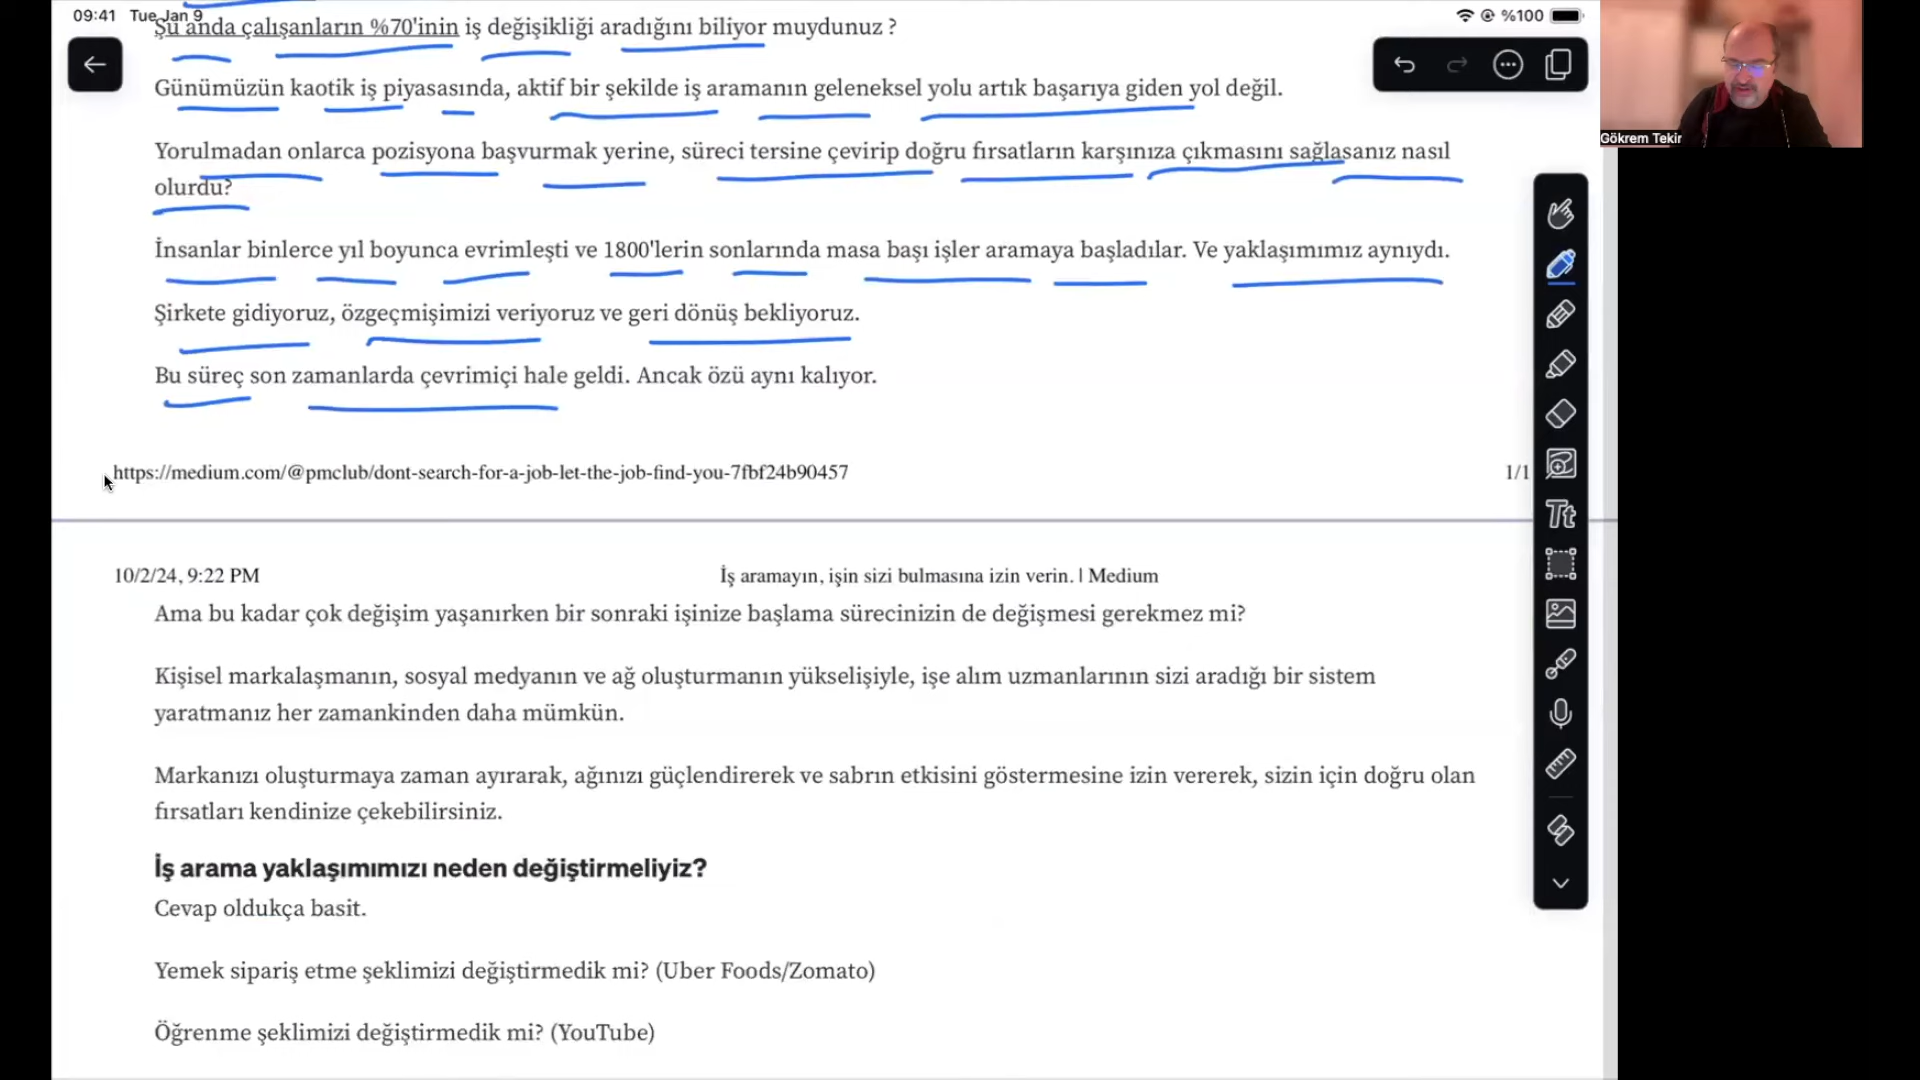 09:41 Tue Jan 9
%100
Şu anda çalışanların %70'inin iş değişikliği aradığını biliyor muydunuz ?
Günümüzün kaotik iş piyasasında, aktif bir şekilde iş aramanın geleneksel yolu artık başarıya giden yol değil.
Yorulmadan onlarca pozisyona başvurmak yerine, süreci tersine çevirip doğru fırsatların karşınıza çıkmasını sağlasanız nasıl
olurdu?
İnsanlar binlerce yıl boyunca evrimleşti ve 1800'lerin sonlarında masa başı işler aramaya başladılar. Ve yaklaşımımız aynıydı.
Şirkete gidiyoruz, özgeçmişimizi veriyoruz ve geri dönüş bekliyoruz.
Bu süreç son zamanlarda çevrimiçi hale geldi. Ancak özü aynı kalıyor.
https://medium.com/@pmclub/dont-search-for-a-job-let-the-job-find-you-7fbf24b90457 1/1
10/2/24, 9:22 PM İş aramayın, işin sizi bulmasına izin verin. | Medium
Ama bu kadar çok değişim yaşanırken bir sonraki işinize başlama sürecinizin de değişmesi gerekmez mi?
Kişisel markalaşmanın, sosyal medyanın ve ağ oluşturmanın yükselişiyle, işe alım uzmanlarının sizi aradığı bir sistem
yaratmanız her zamankinden daha mümkün.
Markanızı oluşturmaya zaman ayırarak, ağınızı güçlendirerek ve sabrın etkisini göstermesine izin vererek, sizin için doğru olan
fırsatları kendinize çekebilirsiniz.
İş arama yaklaşımımızı neden değiştirmeliyiz?
Cevap oldukça basit.
Yemek sipariş etme şeklimizi değiştirmedik mi? (Uber Foods/Zomato)
Öğrenme şeklimizi değiştirmedik mi? (YouTube)
Tt
Gökrem Tekir